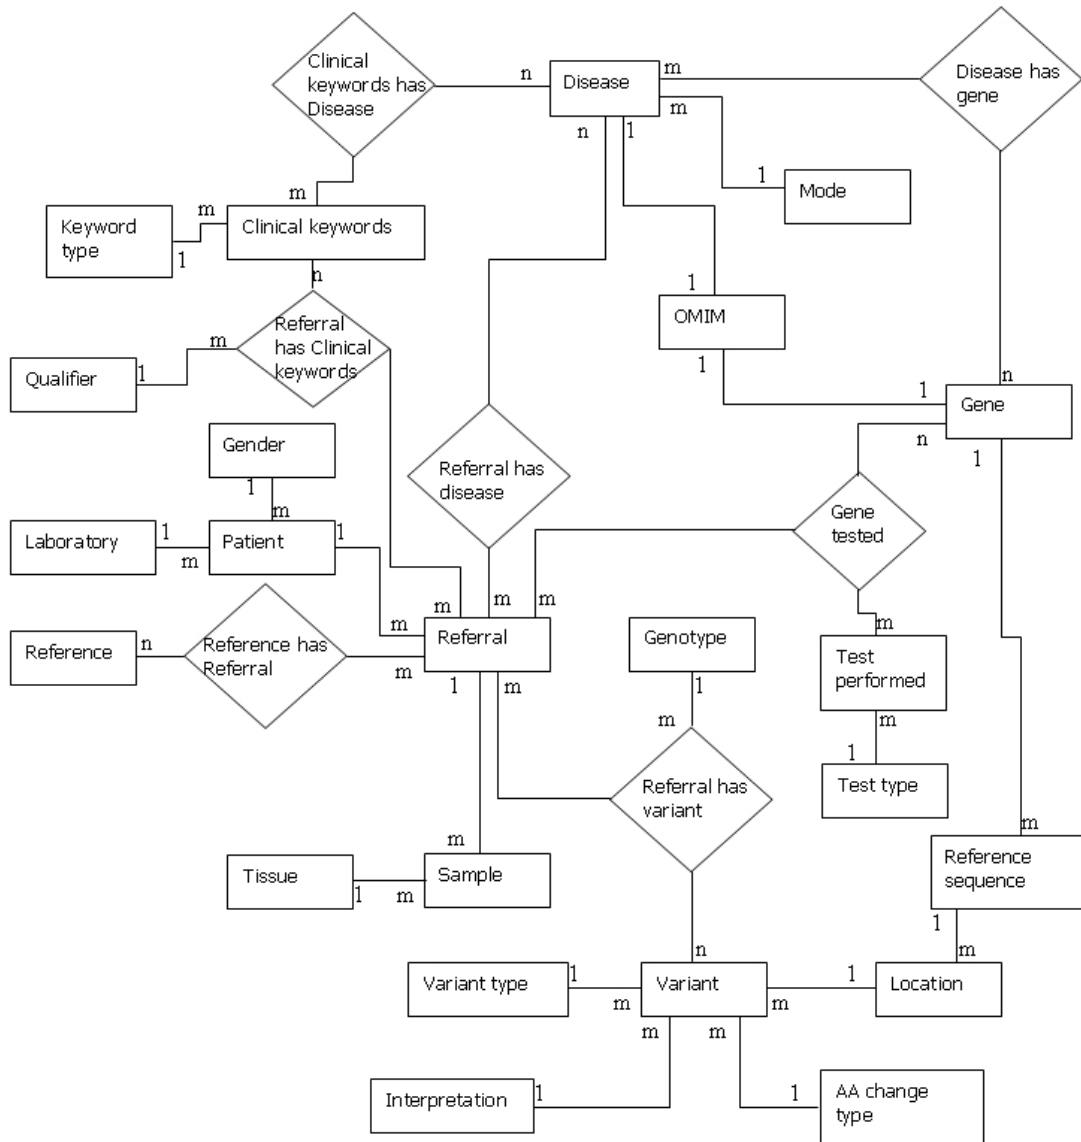 Clinical
keywords has
Disease
n
Disease
m
Disease has
gene
m
n
1
m
1
Mode
m
Keyword
type
m
1
Clinical keywords
n
1
OMIM
1
Referral
has Clinical
keywords
m
Qualifier
1
1
n
Gene
n
1
Gender
1
m
Referral has
disease
Gene
tested
Laboratory
1
m
Patient
1
m
m
m
m
Referral
m
1
m
Reference
n
Reference has
Referral
Genotype
1
m
m
Test
performed
m
1
Test type
Referral has
variant
m
Reference
sequence
1
m
Tissue
1
m
m
Sample
n
Variant type
1
m
Variant
m
m
m
1
Location
Interpretation
1
1
AA change
type